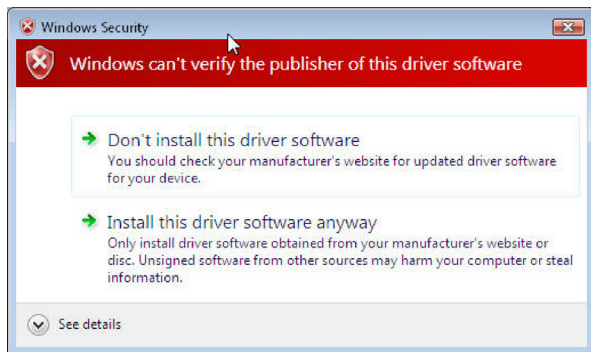 Windows Security
Windows can't verify the publisher of this driver software
Don't install this driver software
You should check your manufacturer's website for updated driver software
for your device.
Install this driver software anyway
Only install driver software obtained from your manufacturer's website or
disc. Unsigned software from other sources may harm your computer or steal
information.
See details